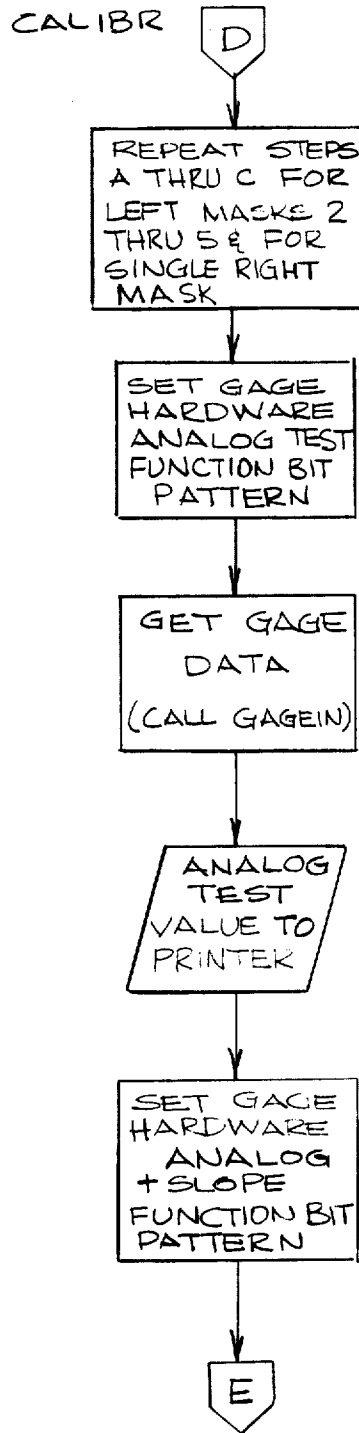 CALIBR
D
REPEAT STEPS
A THRU C FOR
LEFT MASKS 2
THRU 5 & FOR
SINGLE RIGHT
MASK
SET GAGE
HARDWARE
ANALOG TEST
FUNCTION BIT
PATTERN
GET GAGE
DATA
(CALL GAGEIN)
ANALOG
TEST
VALUE TO
PRINTER
SET GAGE
HARDWARE
ANALOG
+ SLOPE
FUNCTION BIT
PATTERN
E